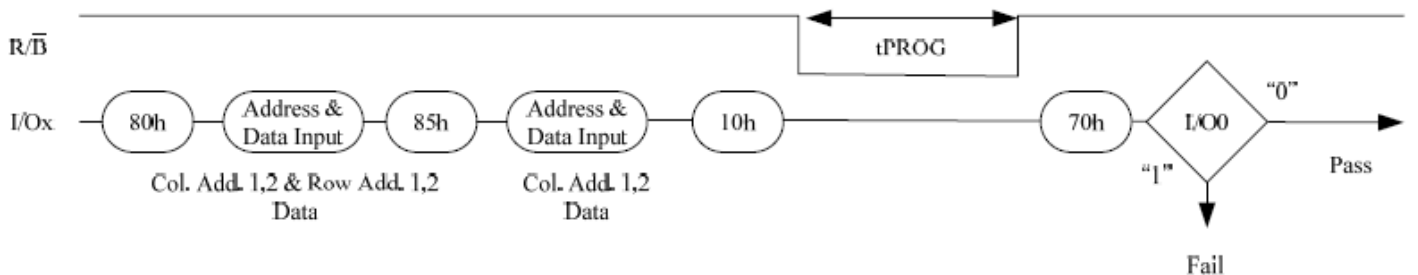 R/B̅
tPROG
I/Ox
80h
Address &
Data Input
85h
Address &
Data Input
10h
70h
I/O0
“0”
“1”
Pass
Col. Add. 1,2 & Row Add. 1,2
Data
Col. Add. 1,2
Data
Fail